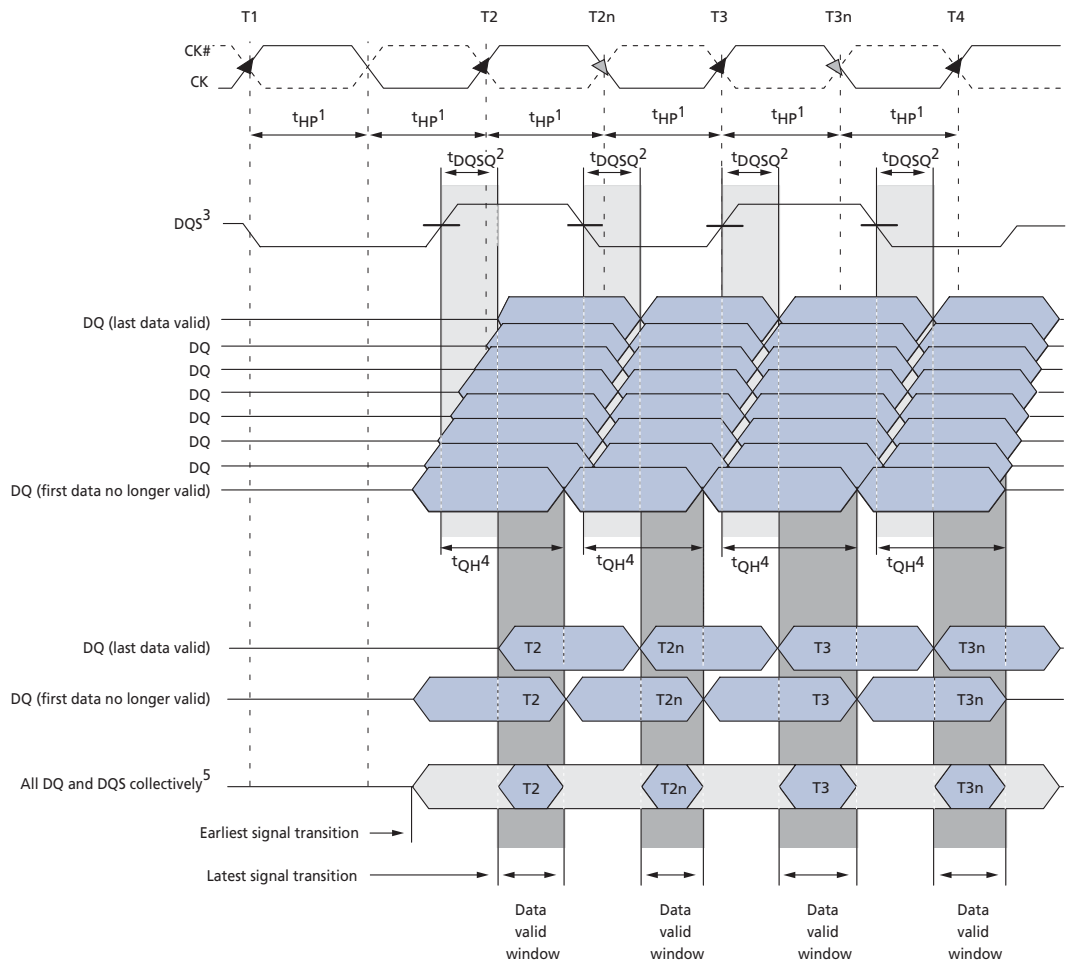 T1 T2 T2n T3 T3n T4
CK#
CK
tHP1 tHP1 tHP1 tHP1 tHP1 tHP1
tDQSQ2 tDQSQ2 tDQSQ2 tDQSQ2
DQS3
DQ (last data valid)
DQ
DQ
DQ
DQ
DQ
DQ
DQ (first data no longer valid)
tQH4 tQH4 tQH4 tQH4
DQ (last data valid) T2 T2n T3 T3n
DQ (first data no longer valid) T2 T2n T3 T3n
All DQ and DQS collectively5 T2 T2n T3 T3n
Earliest signal transition
Latest signal transition
Data valid window
Data valid window
Data valid window
Data valid window